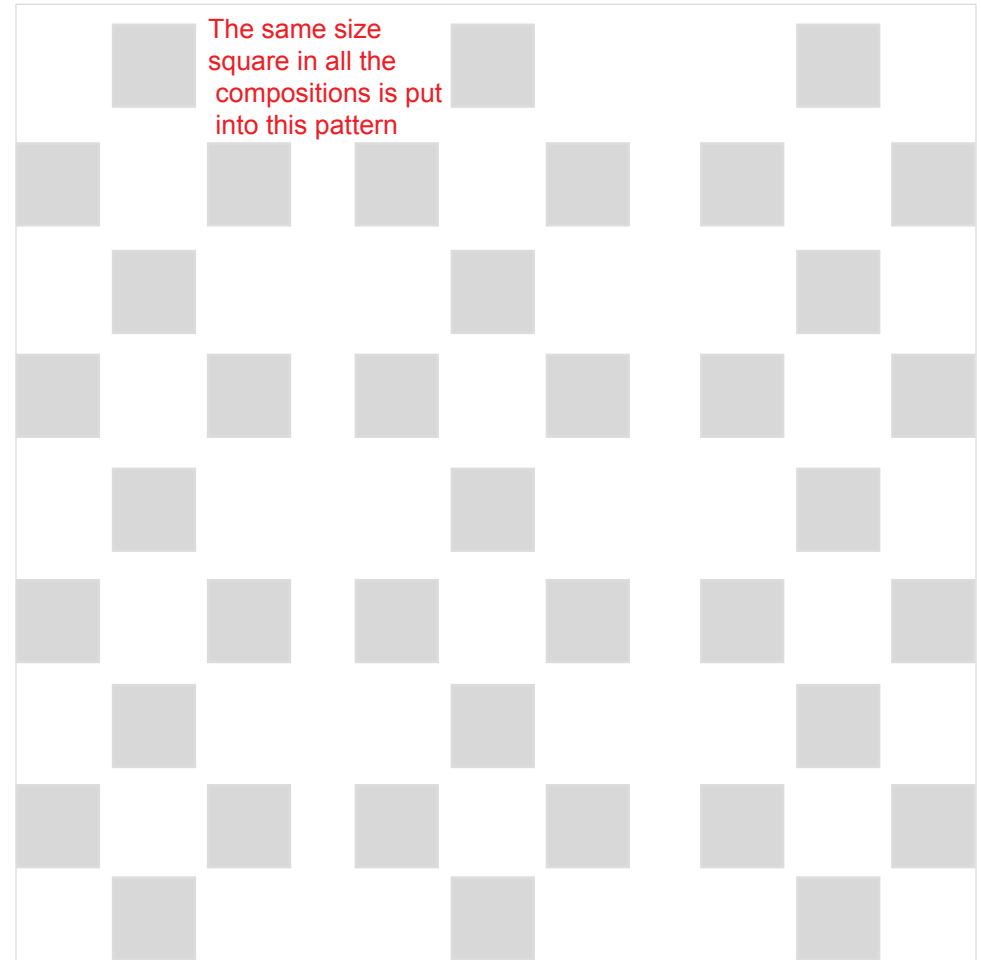 The same size
square in all the
compositions is put
into this pattern